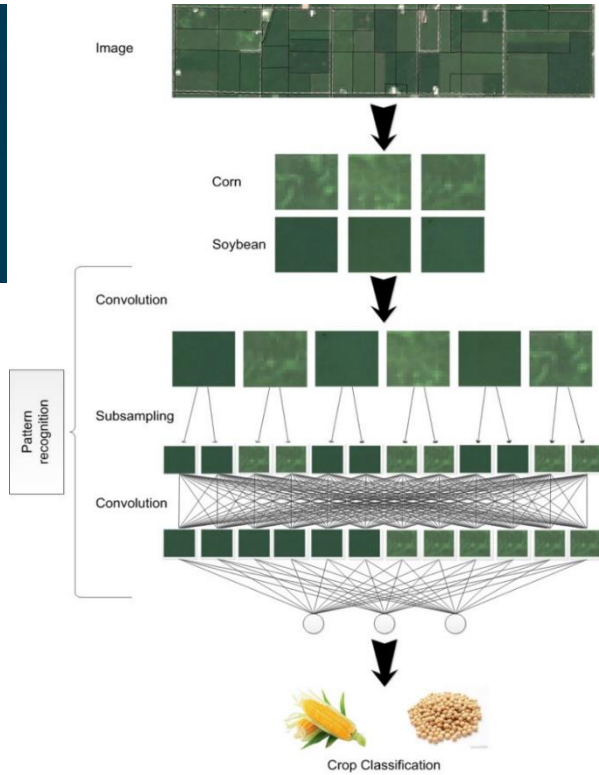 Image
Corn
Soybean
Convolution
Subsampling
Pattern
recognition
Convolution
Crop Classification